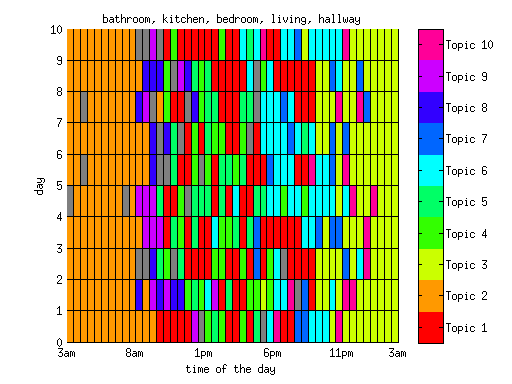 bathroom, kitchen, bedroom, living, hallway
10
9
8
7
6
5
4
3
2
1
0
day
3am 8am 1pm 6pm 11pm 3am
time of the day
Topic 10
Topic 9
Topic 8
Topic 7
Topic 6
Topic 5
Topic 4
Topic 3
Topic 2
Topic 1